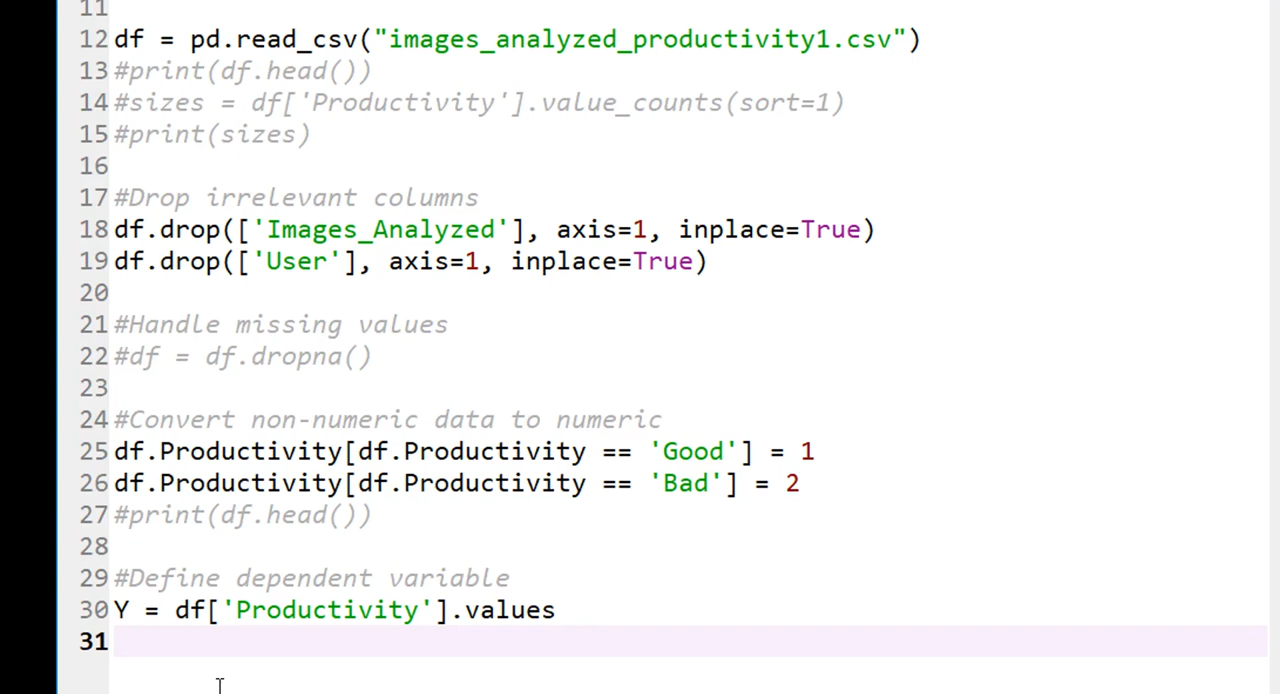 11
12 df = pd.read_csv("images_analyzed_productivity1.csv")
13 #print(df.head())
14 #sizes = df['Productivity'].value_counts(sort=1)
15 #print(sizes)
16
17 #Drop irrelevant columns
18 df.drop(['Images_Analyzed'], axis=1, inplace=True)
19 df.drop(['User'], axis=1, inplace=True)
20
21 #Handle missing values
22 #df = df.dropna()
23
24 #Convert non-numeric data to numeric
25 df.Productivity[df.Productivity == 'Good'] = 1
26 df.Productivity[df.Productivity == 'Bad'] = 2
27 #print(df.head())
28
29 #Define dependent variable
30 Y = df['Productivity'].values
31